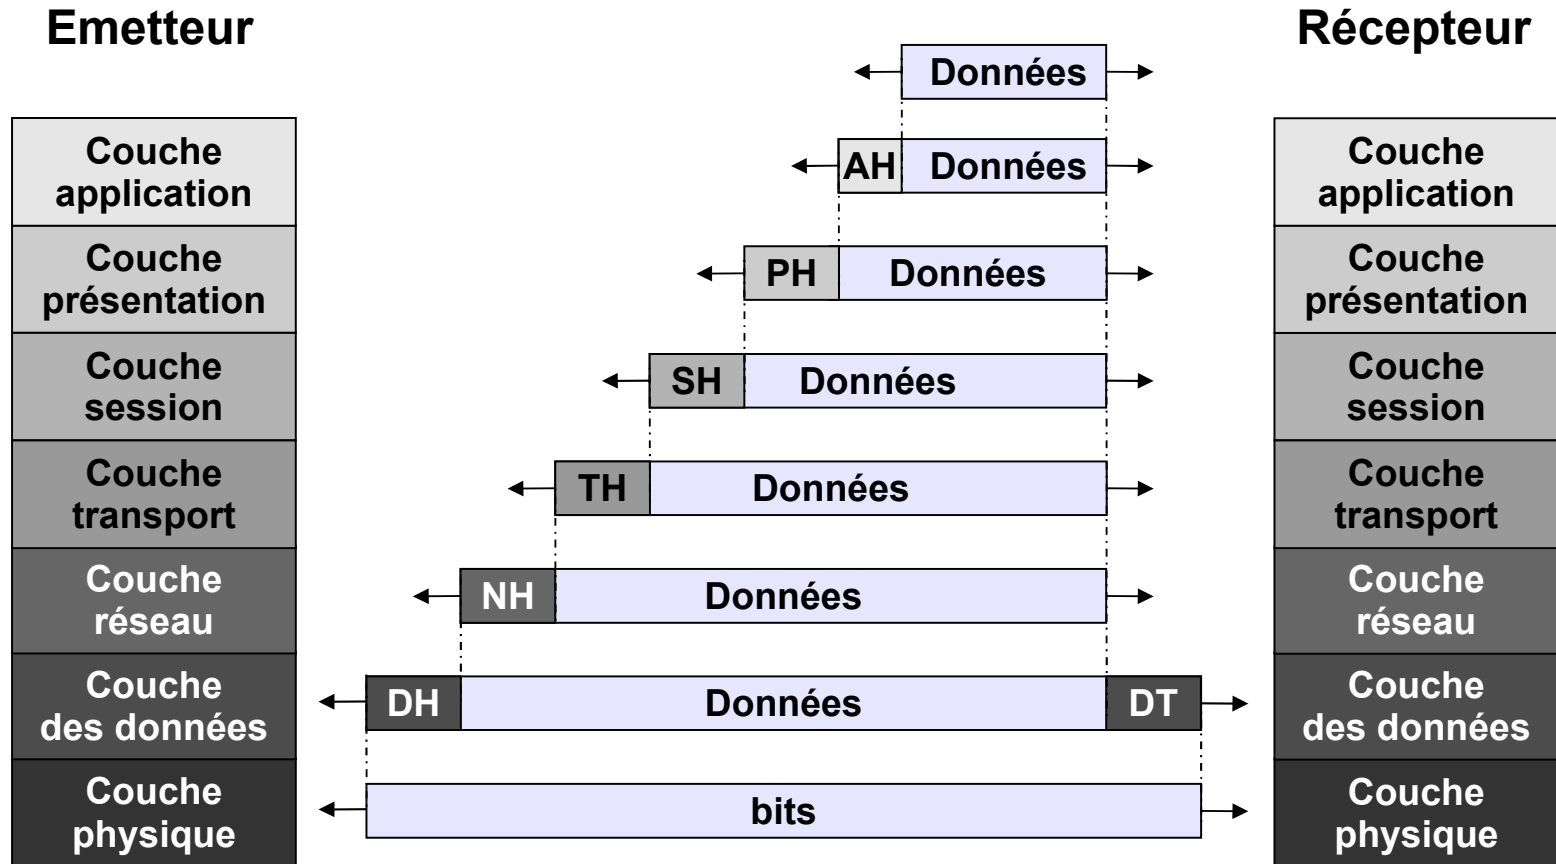 Emetteur
Récepteur
Données
Couche
application
AH Données
Couche
application
Couche
présentation
PH Données
Couche
présentation
Couche
session
SH Données
Couche
session
Couche
transport
TH Données
Couche
transport
Couche
réseau
NH Données
Couche
réseau
Couche
des données
DH Données DT
Couche
des données
Couche
physique
bits
Couche
physique